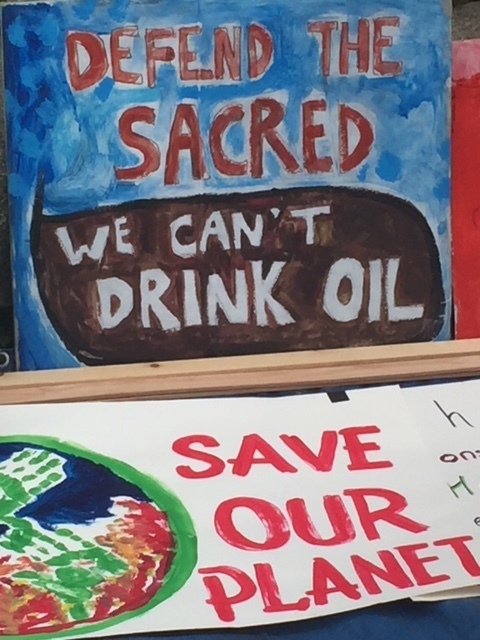 DEFEND THE
SACRED
WE CAN'T
DRINK OIL
SAVE
OUR
PLANET